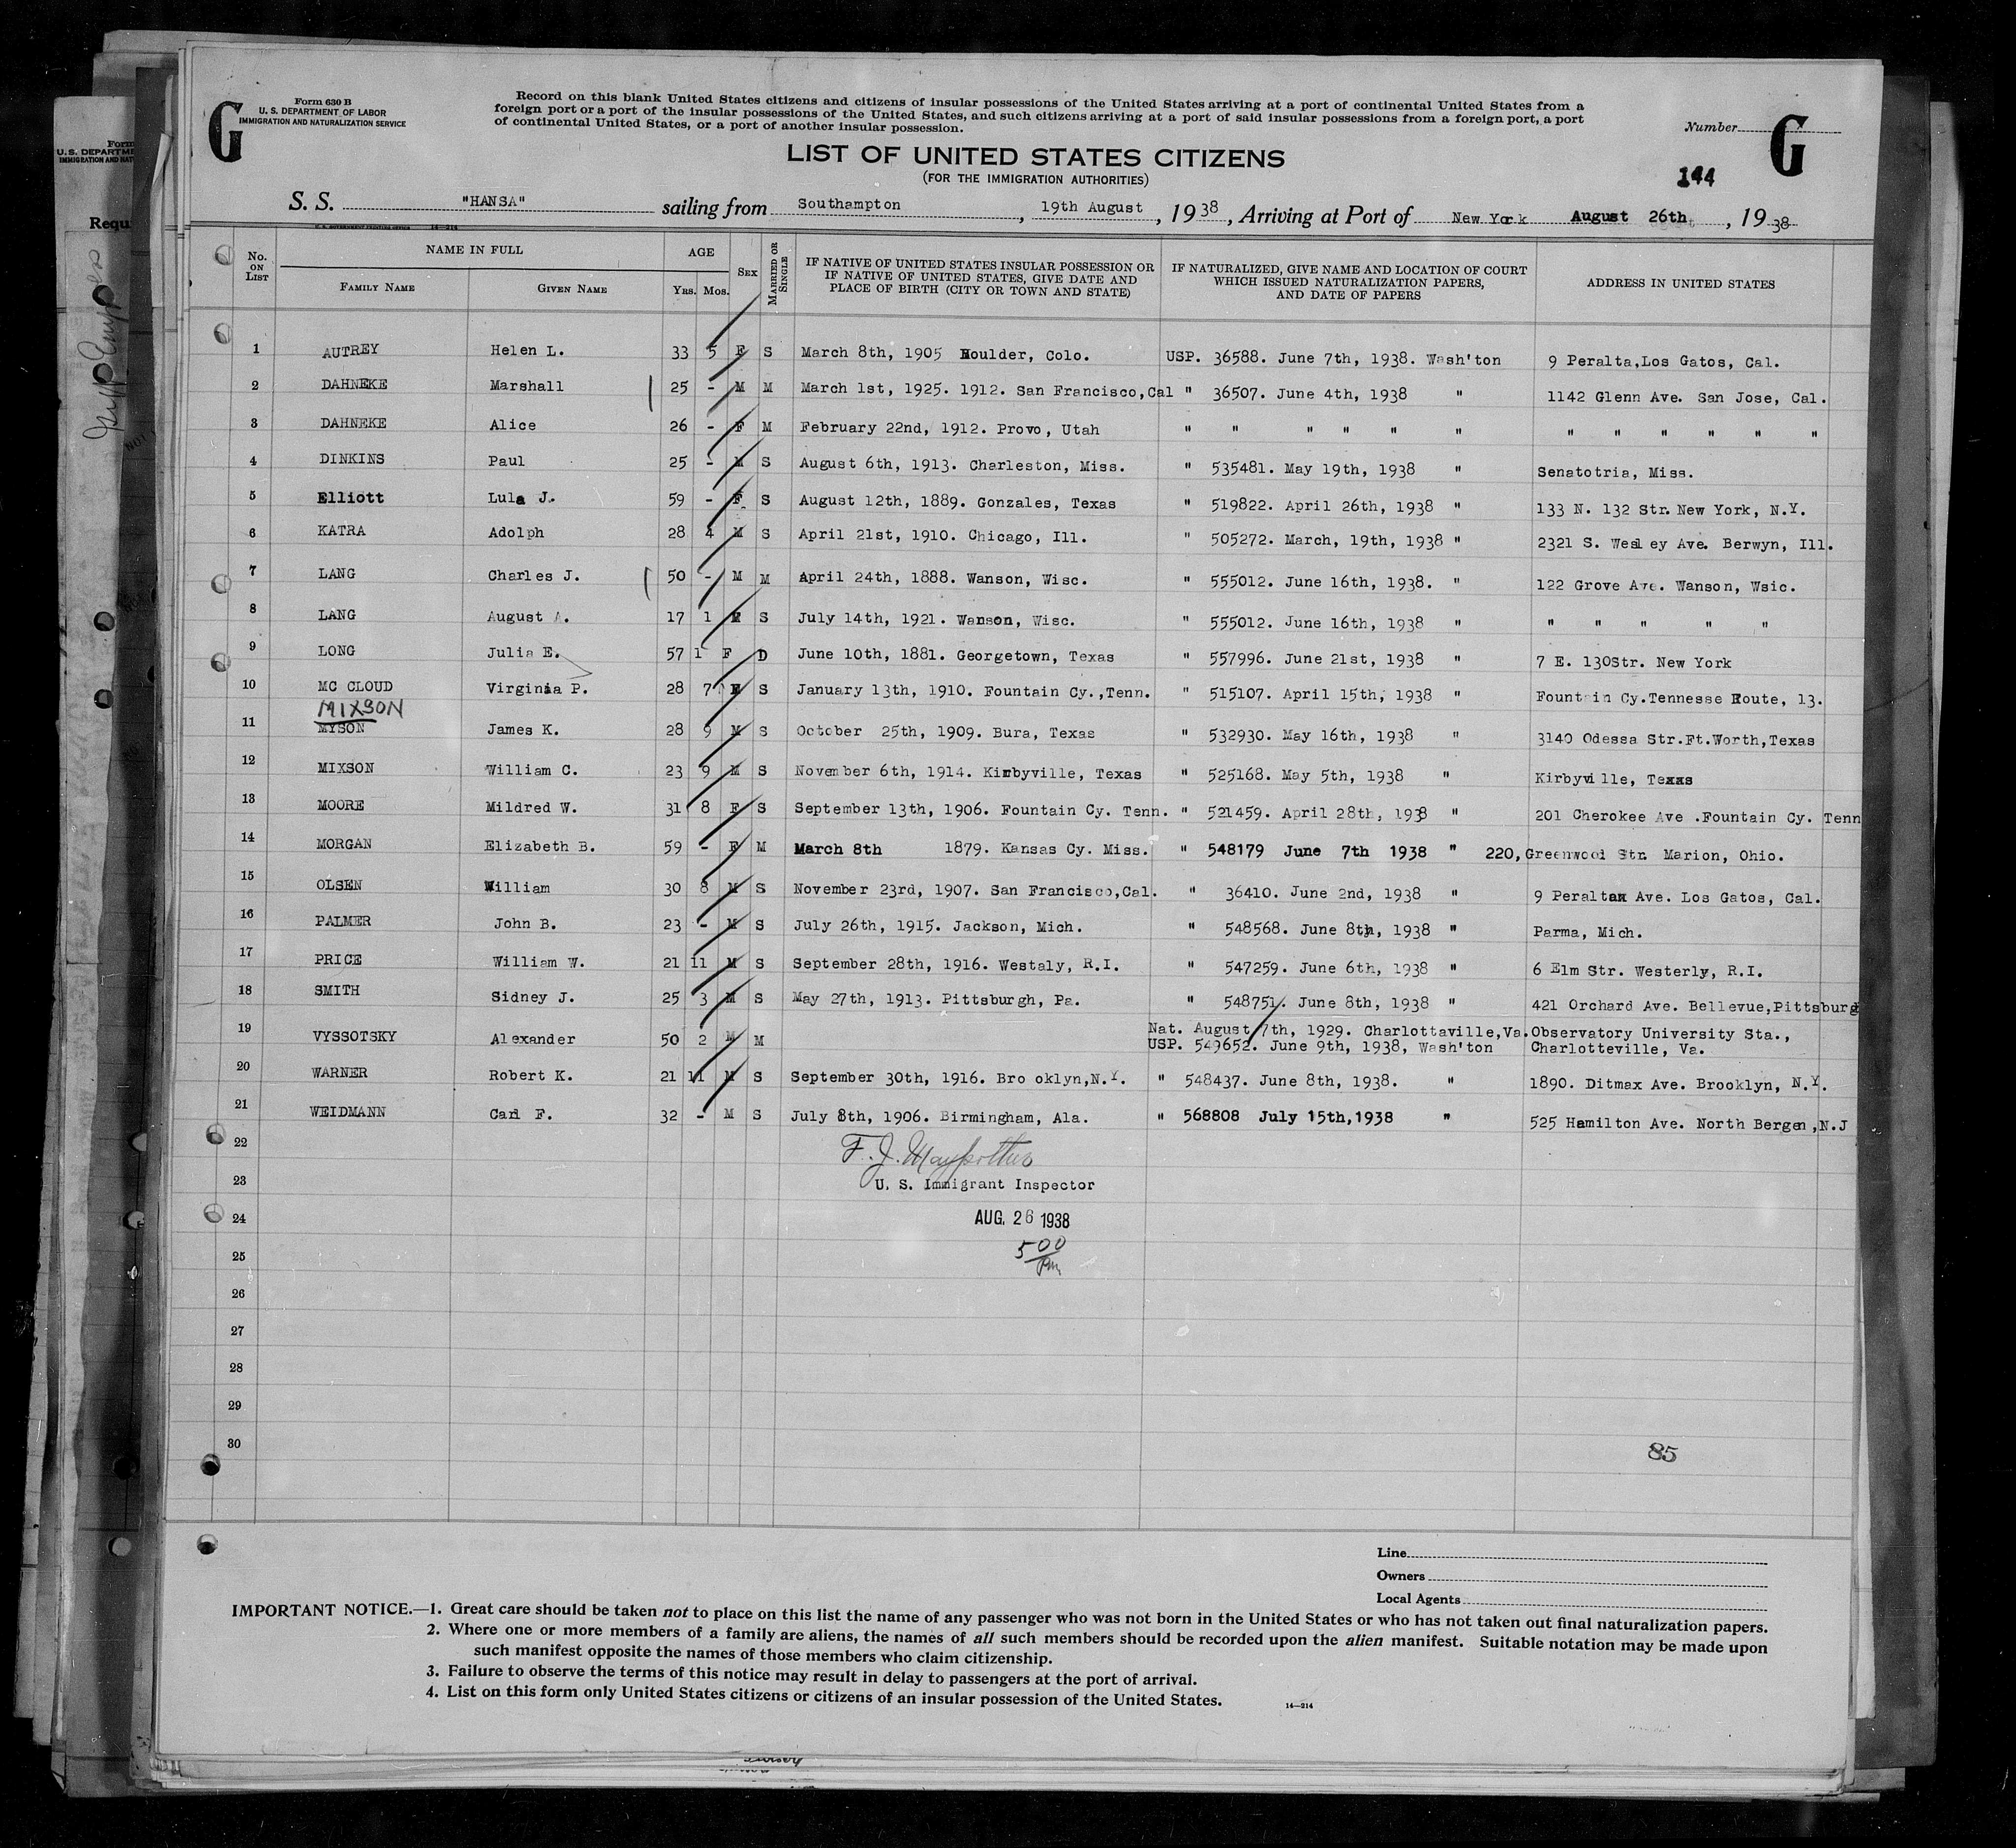 Form 630 B
U. S. DEPARTMENT OF LABOR
IMMIGRATION AND NATURALIZATION SERVICE
G
Record on this blank United States citizens and citizens of insular possessions of the United States arriving at a port of continental United States from a
foreign port or a port of the insular possessions of the United States, and such citizens arriving at a port of said insular possessions from a foreign port, a port
of continental United States, or a port of another insular possession.
Number
G
LIST OF UNITED STATES CITIZENS
(FOR THE IMMIGRATION AUTHORITIES)
144
S. S. "HANSA" sailing from Southampton, 19th August, 1938, Arriving at Port of New York August 26th, 1938
No. ON LIST NAME IN FULL AGE SEX MARRIED OR SINGLE IF NATIVE OF UNITED STATES INSULAR POSSESSION OR IF NATIVE OF UNITED STATES, GIVE DATE AND PLACE OF BIRTH (CITY OR TOWN AND STATE) IF NATURALIZED, GIVE NAME AND LOCATION OF COURT WHICH ISSUED NATURALIZATION PAPERS, AND DATE OF PAPERS ADDRESS IN UNITED STATES
FAMILY NAME GIVEN NAME YRS. MOS.
1 AUTREY Helen L. 33 5 F S March 8th, 1905 Boulder, Colo. USP. 36588. June 7th, 1938. Wash'ton 9 Peralta,Los Gatos, Cal.
2 DAHNEKE Marshall 25 - M M March 1st, 1925. 1912. San Francisco,Cal " 36507. June 4th, 1938 " 1142 Glenn Ave. San Jose, Cal.
3 DAHNEKE Alice 26 - F M February 22nd, 1912. Provo, Utah " " " " " " " " " " " "
4 DINKINS Paul 25 - M S August 6th, 1913. Charleston, Miss. " 535481. May 19th, 1938 " Senatotria, Miss.
5 Elliott Lula J. 59 - F S August 12th, 1889. Gonzales, Texas " 519822. April 26th, 1938 " 133 N. 132 Str. New York, N.Y.
6 KATRA Adolph 28 4 M S April 21st, 1910. Chicago, Ill. " 505272. March, 19th, 1938 " 2321 S. Wesley Ave. Berwyn, Ill.
7 LANG Charles J. 50 - M M April 24th, 1888. Wanson, Wisc. " 555012. June 16th, 1938. " 122 Grove Ave. Wanson, Wsic.
8 LANG August A. 17 1 M S July 14th, 1921. Wanson, Wisc. " 555012. June 16th, 1938 " " " " " "
9 LONG Julia E. 57 1 F D June 10th, 1881. Georgetown, Texas " 557996. June 21st, 1938 " 7 E. 130Str. New York
10 MC CLOUD Virginia P. 28 7 F S January 13th, 1910. Fountain Cy.,Tenn. " 515107. April 15th, 1938 " Fountain Cy.Tennesse Route, 13.
MIXSON
11 MYSON James K. 28 9 M S October 25th, 1909. Bura, Texas " 532930. May 16th, 1938 " 3140 Odessa Str.Ft.Worth,Texas
12 MIXSON William C. 23 9 M S November 6th, 1914. Kirbyville, Texas " 525168. May 5th, 1938 " Kirbyville, Texas
13 MOORE Mildred W. 31 8 F S September 13th, 1906. Fountain Cy. Tenn. " 521459. April 28th, 1938 " 201 Cherokee Ave .Fountain Cy. Tenn
14 MORGAN Elizabeth B. 59 - F M March 8th 1879. Kansas Cy. Miss. " 548179 June 7th 1938 " 220, Greenwood Str. Marion, Ohio.
15 OLSEN William 30 8 M S November 23rd, 1907. San Francisco,Cal. " 36410. June 2nd, 1938 " 9 Peralta Ave. Los Gatos, Cal.
16 PALMER John B. 23 - M S July 26th, 1915. Jackson, Mich. " 548568. June 8th, 1938 " Parma, Mich.
17 PRICE William W. 21 11 M S September 28th, 1916. Westaly, R.I. " 547259. June 6th, 1938 " 6 Elm Str. Westerly, R.I.
18 SMITH Sidney J. 25 3 M S May 27th, 1913. Pittsburgh, Pa. " 548751. June 8th, 1938 " 421 Orchard Ave. Bellevue,Pittsburg
19 VYSSOTSKY Alexander 50 2 M M Nat. August 7th, 1929. Charlottaville,Va. Observatory University Sta.,
USP. 549652. June 9th, 1938, Wash'ton Charlotteville, Va.
20 WARNER Robert K. 21 11 M S September 30th, 1916. Bro oklyn,N.Y. " 548437. June 8th, 1938. " 1890. Ditmax Ave. Brooklyn, N.Y.
21 WEIDMANN Carl F. 32 - M S July 8th, 1906. Birmingham, Ala. " 568808 July 15th,1938 " 525 Hamilton Ave. North Bergen,N.J
22
23 U. S. Immigrant Inspector
24 AUG. 26 1938
25 5 00 Pm
26
27
28
29
30 85
Line
Owners
Local Agents
IMPORTANT NOTICE.—1. Great care should be taken not to place on this list the name of any passenger who was not born in the United States or who has not taken out final naturalization papers.
2. Where one or more members of a family are aliens, the names of all such members should be recorded upon the alien manifest. Suitable notation may be made upon
such manifest opposite the names of those members who claim citizenship.
3. Failure to observe the terms of this notice may result in delay to passengers at the port of arrival.
4. List on this form only United States citizens or citizens of an insular possession of the United States.
14—214